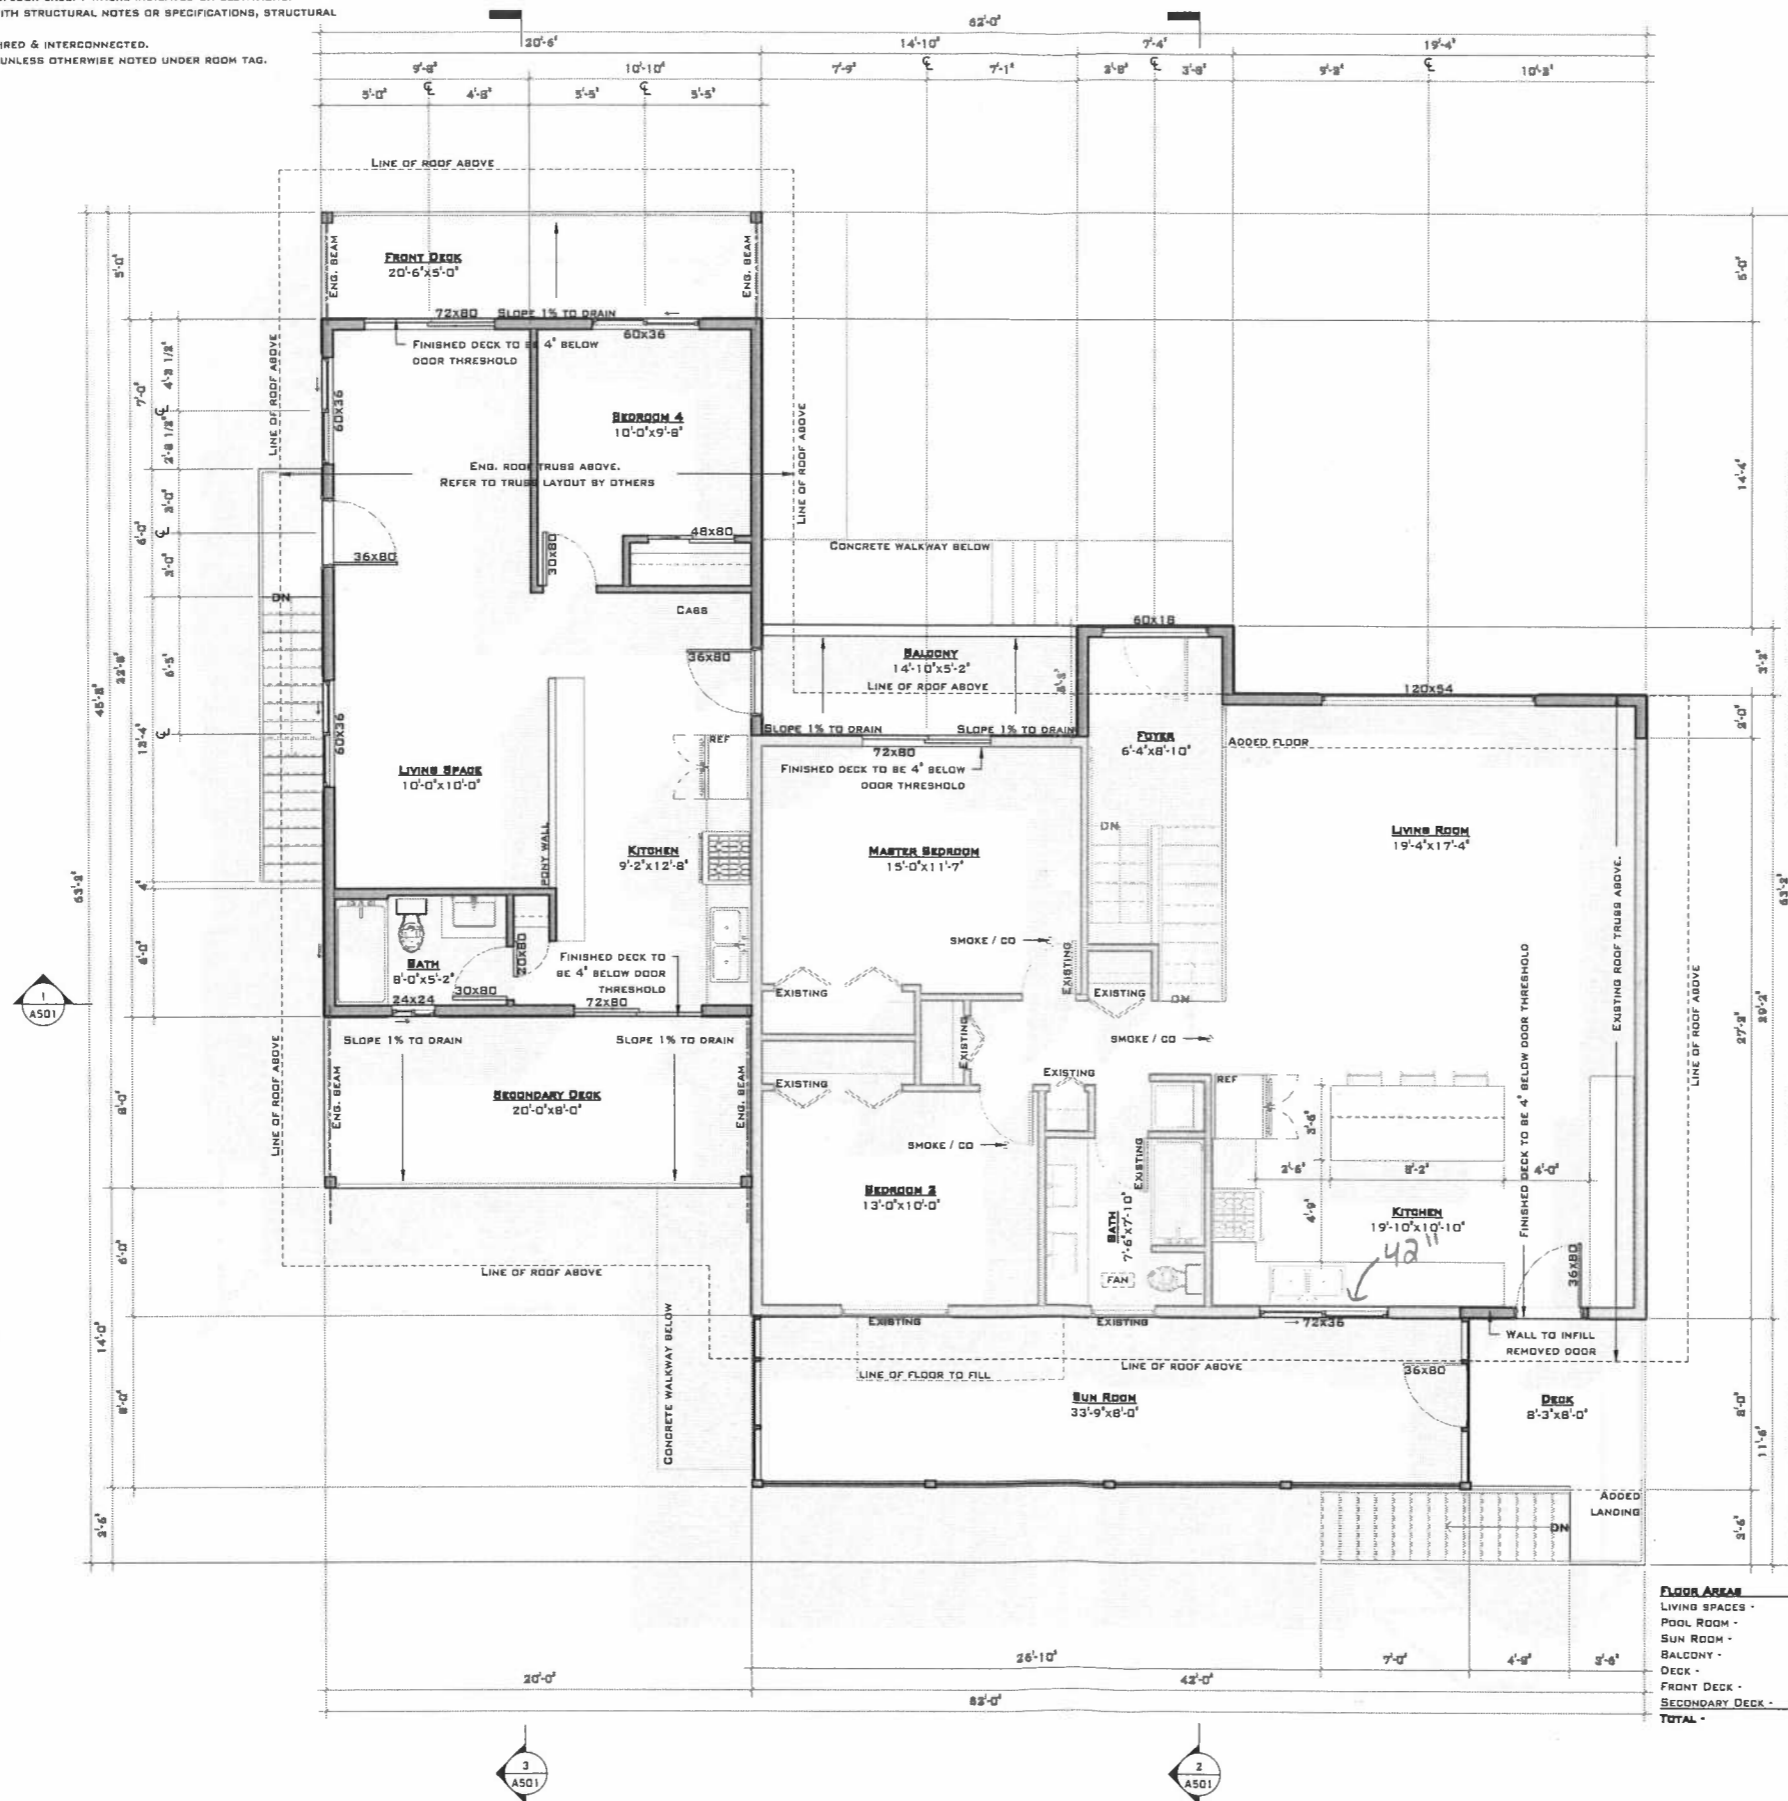 ITH STRUCTURAL NOTES OR SPECIFICATIONS, STRUCTURAL
IRED & INTERCONNECTED.
UNLESS OTHERWISE NOTED UNDER ROOM TAG.
62'-0"
20'-6"
14'-10"
7'-4"
19'-4"
9'-8"
10'-10"
7'-9"
7'-1"
3'-8"
3'-8"
9'-2"
10'-2"
5'-0"
4'-8"
5'-5"
5'-5"
LINE OF ROOF ABOVE
FRONT DECK
20'-6"x5'-0"
ENG. BEAM
ENG. BEAM
5'-0"
5'-0"
72x80
SLOPE 1% TO DRAIN
60x36
FINISHED DECK TO BE 4" BELOW
DOOR THRESHOLD
LINE OF ROOF ABOVE
60x36
7'-0"
4'-3 1/2"
2'-8 1/2"
BEDROOM 4
10'-0"x9'-8"
LINE OF ROOF ABOVE
ENG. ROOF TRUSS ABOVE.
REFER TO TRUSS LAYOUT BY OTHERS
14'-4"
6'-0"
3'-0"
3'-0"
36x80
30x80
48x80
CONCRETE WALKWAY BELOW
DN
CABS
60x18
36x80
BALCONY
14'-10"x5'-2"
LINE OF ROOF ABOVE
5'-2"
3'-2"
22'-8"
45'-8"
6'-5"
13'-4"
60x36
120x54
2'-0"
SLOPE 1% TO DRAIN
SLOPE 1% TO DRAIN
REF
72x80
FOYER
6'-4"x8'-10"
ADDED FLOOR
LIVING SPACE
10'-0"x10'-0"
FINISHED DECK TO BE 4" BELOW
DOOR THRESHOLD
PONY WALL
KITCHEN
9'-2"x12'-8"
MASTER BEDROOM
15'-0"x11'-7"
DN
LIVING ROOM
19'-4"x17'-4"
EXISTING ROOF TRUSS ABOVE.
63'-2"
63'-2"
4"
6'-0"
SMOKE / CO
EXISTING
BATH
8'-0"x5'-2"
20x80
30x80
24x24
FINISHED DECK TO
BE 4" BELOW DOOR
THRESHOLD
72x80
EXISTING
EXISTING
DN
FINISHED DECK TO BE 4" BELOW DOOR THRESHOLD
LINE OF ROOF ABOVE
27'-2"
29'-2"
1
A501
SLOPE 1% TO DRAIN
SLOPE 1% TO DRAIN
LINE OF ROOF ABOVE
ENG. BEAM
ENG. BEAM
EXISTING
SMOKE / CO
EXISTING
EXISTING
REF
8'-0"
SECONDARY DECK
20'-0"x8'-0"
SMOKE / CO
EXISTING
3'-6"
2'-6"
8'-2"
4'-0"
BEDROOM 2
13'-0"x10'-0"
BATH
7'-6"x7'-10"
FAN
4'-9"
KITCHEN
19'-10"x10'-10"
42"
36x80
6'-0"
LINE OF ROOF ABOVE
CONCRETE WALKWAY BELOW
EXISTING
EXISTING
72x36
WALL TO INFILL
REMOVED DOOR
14'-0"
8'-0"
LINE OF FLOOR TO FILL
LINE OF ROOF ABOVE
36x80
SUN ROOM
33'-9"x8'-0"
DECK
8'-3"x8'-0"
8'-0"
11'-6"
ADDED
LANDING
DN
3'-6"
3'-6"
FLOOR AREAS
LIVING SPACES -
POOL ROOM -
SUN ROOM -
BALCONY -
DECK -
FRONT DECK -
SECONDARY DECK -
TOTAL -
26'-10"
7'-0"
4'-9"
3'-6"
20'-0"
42'-0"
62'-0"
3
A501
2
A501